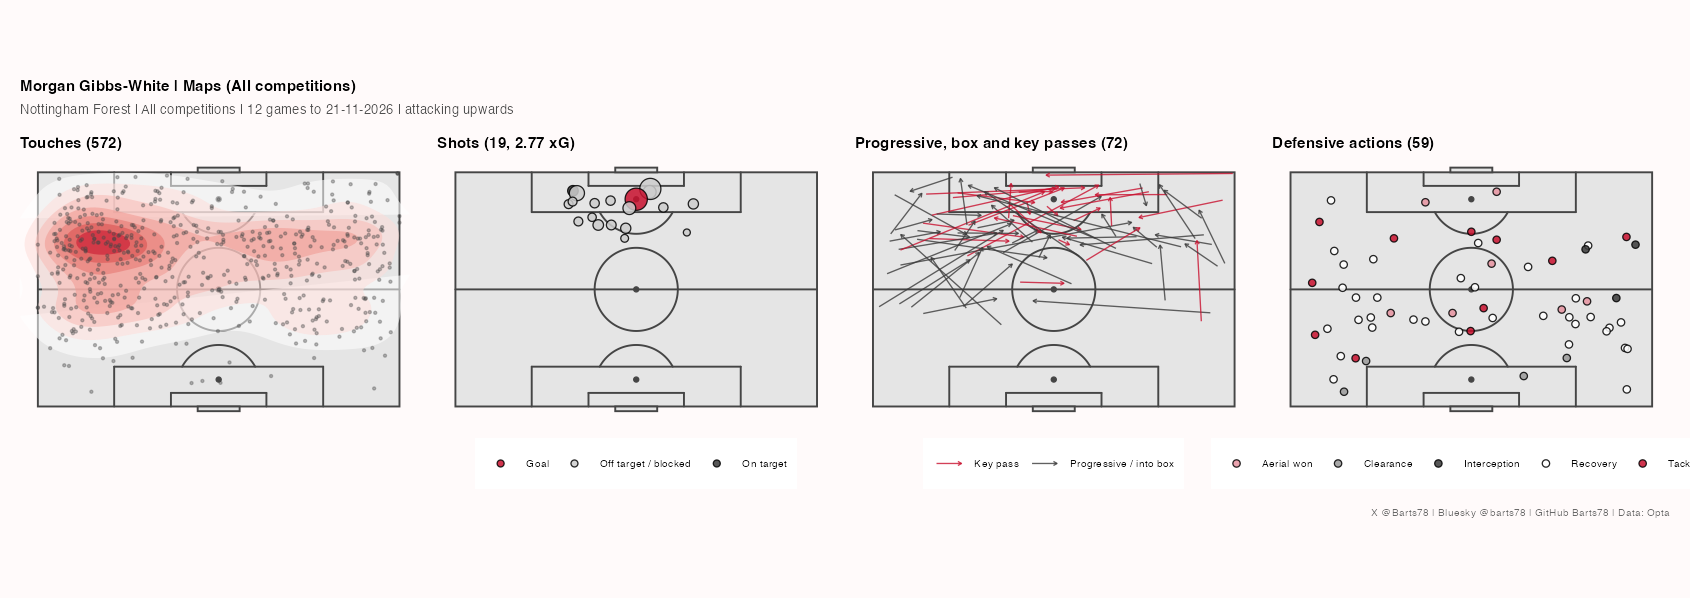 Morgan Gibbs-White | Maps (All competitions)
Nottingham Forest | All competitions | 12 games to 21-11-2026 | attacking upwards
Touches (572)
Shots (19, 2.77 xG)
Progressive, box and key passes (72)
Defensive actions (59)
Goal
Off target / blocked
On target
Key pass
Progressive / into box
Aerial won
Clearance
Interception
Recovery
Tack
X @Barts78 | Bluesky @barts78 | GitHub Barts78 | Data: Opta